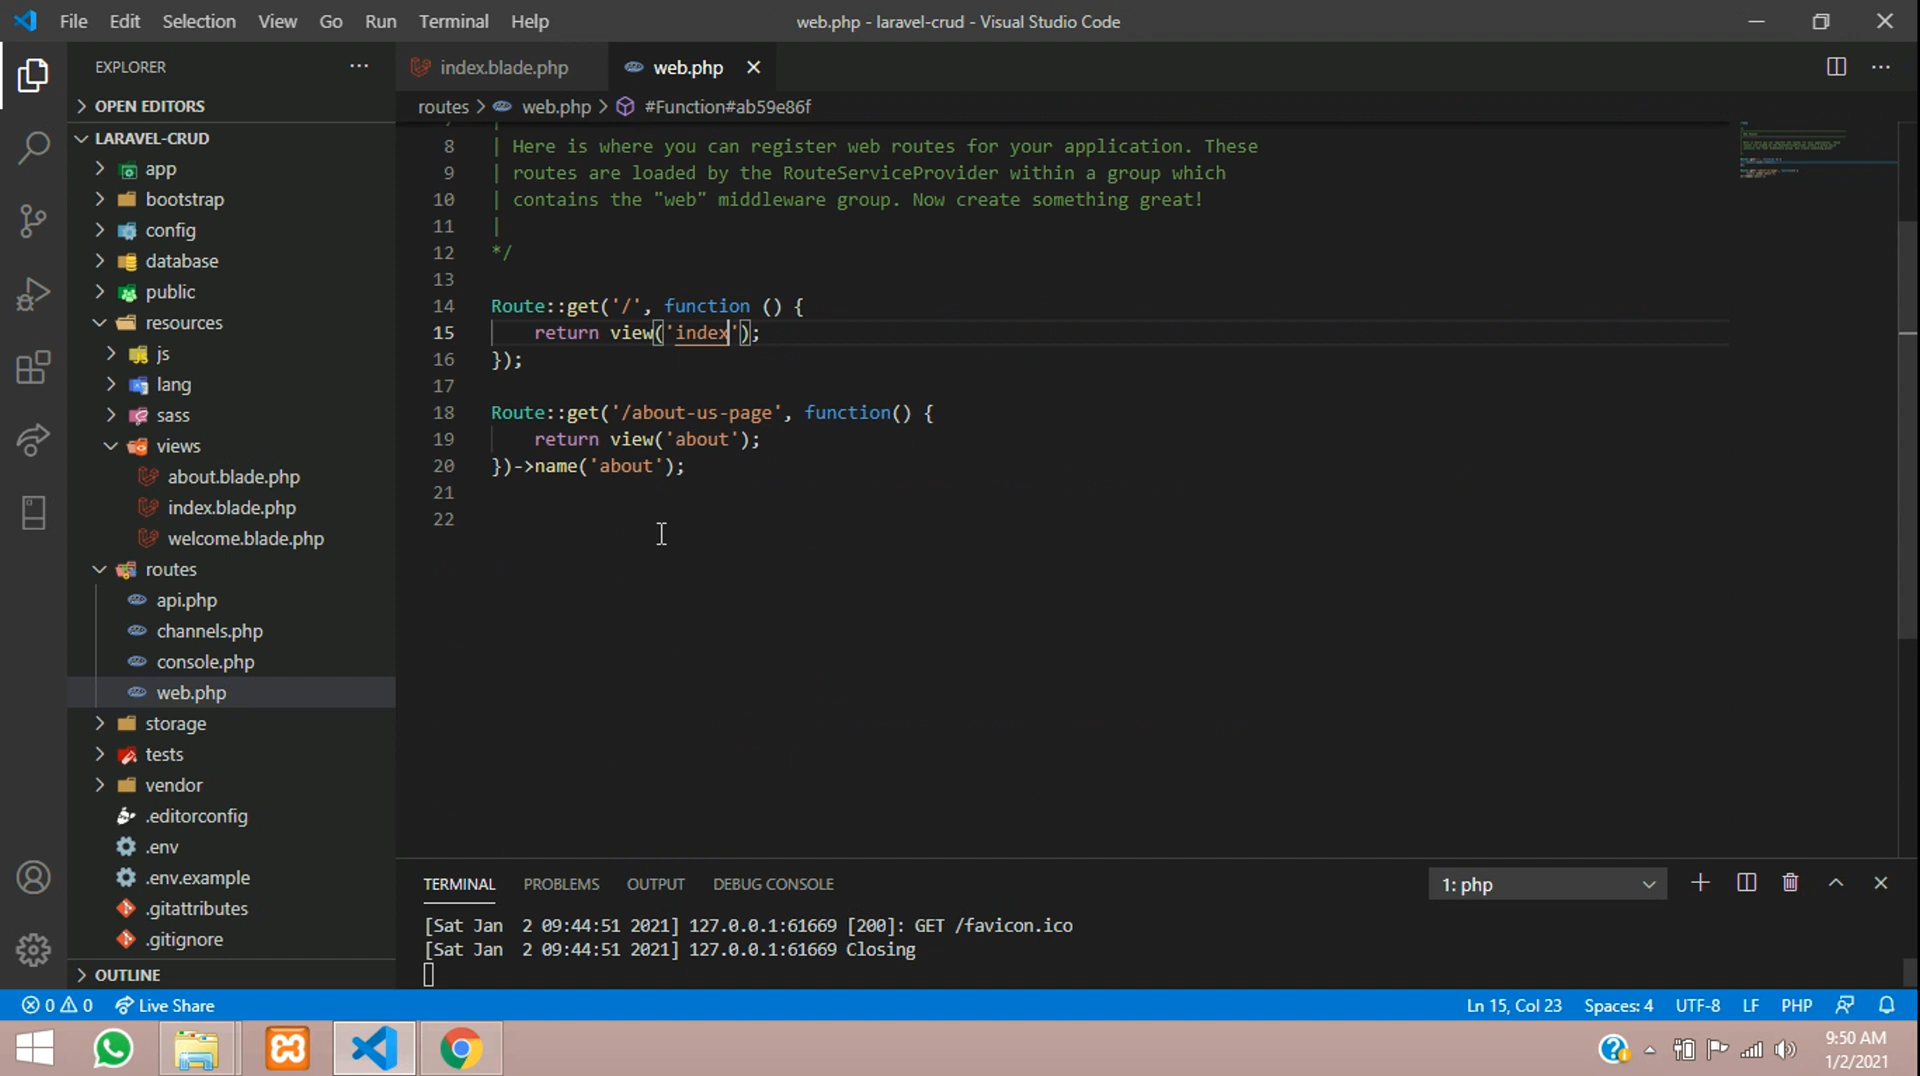 File Edit Selection View Go Run Terminal Help web.php - laravel-crud - Visual Studio Code
EXPLORER
OPEN EDITORS
LARAVEL-CRUD
app
bootstrap
config
database
public
resources
js
lang
sass
views
about.blade.php
index.blade.php
welcome.blade.php
routes
api.php
channels.php
console.php
web.php
storage
tests
vendor
.editorconfig
.env
.env.example
.gitattributes
.gitignore
OUTLINE
index.blade.php web.php
routes > web.php > #Function#ab59e86f
8 | Here is where you can register web routes for your application. These
9 | routes are loaded by the RouteServiceProvider within a group which
10 | contains the "web" middleware group. Now create something great!
11 |
12 */
13
14 Route::get('/', function () {
15 return view('index');
16 });
17
18 Route::get('/about-us-page', function() {
19 return view('about');
20 })->name('about');
21
22
TERMINAL PROBLEMS OUTPUT DEBUG CONSOLE 1: php
[Sat Jan  2 09:44:51 2021] 127.0.0.1:61669 [200]: GET /favicon.ico
[Sat Jan  2 09:44:51 2021] 127.0.0.1:61669 Closing
0 0 Live Share Ln 15, Col 23 Spaces: 4 UTF-8 LF PHP
9:50 AM
1/2/2021